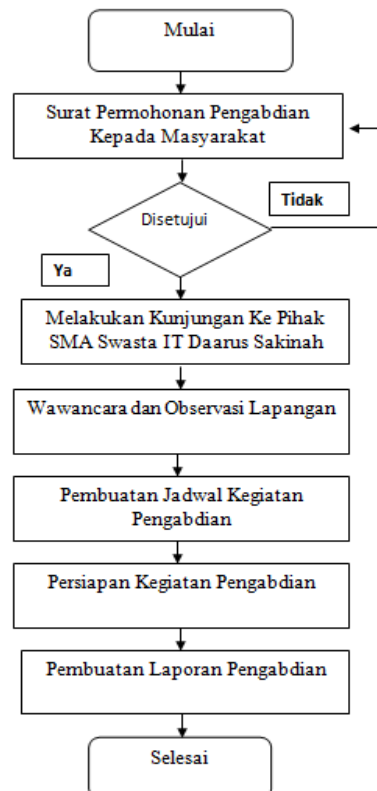 Mulai
Surat Permohonan Pengabdian
Kepada Masyarakat
Disetujui
Tidak
Ya
Melakukan Kunjungan Ke Pihak
SMA Swasta IT Daarus Sakinah
Wawancara dan Observasi Lapangan
Pembuatan Jadwal Kegiatan
Pengabdian
Persiapan Kegiatan Pengabdian
Pembuatan Laporan Pengabdian
Selesai